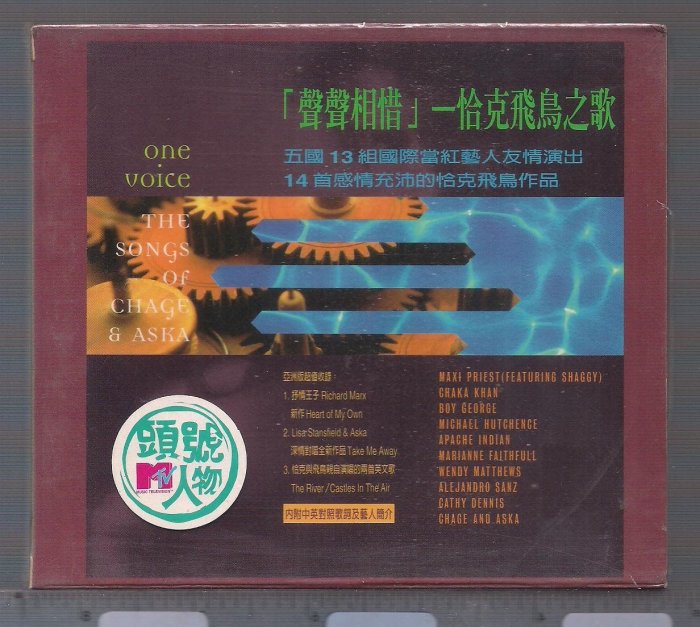 「聲聲相惜」—恰克飛鳥之歌
五國13組國際當紅藝人友情演出
14首感情充沛的恰克飛鳥作品
one
voice
THE
SONGS
Of
CHAGE
& ASKA
亞洲版超值收錄：
1. 抒情王子 Richard Marx
新作 Heart of My Own
2. Lisa Stansfield & Aska
深情對唱全新作品 Take Me Away
3. 恰克與飛鳥親自演唱的兩首英文歌
The River/Castles In The Air
內附中英對照歌詞及藝人簡介
MAXI PRIEST(FEATURING SHAGGY)
CHAKA KHAN
BOY GEORGE
MICHAEL HUTCHENCE
APACHE INDIAN
MARIANNE FAITHFULL
WENDY MATTHEWS
ALEJANDRO SANZ
CATHY DENNIS
CHAGE AND ASKA
頭號
MTV
MUSIC TELEVISION
人物